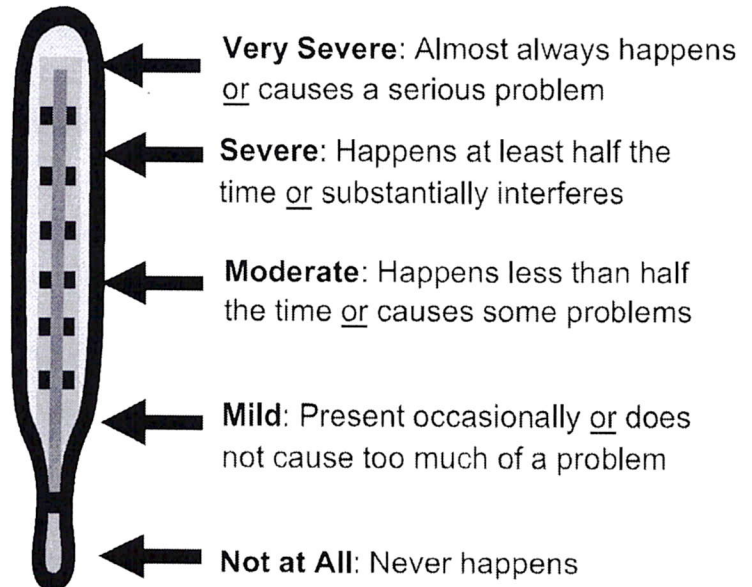 Very Severe: Almost always happens
or causes a serious problem
Severe: Happens at least half the
time or substantially interferes
Moderate: Happens less than half
the time or causes some problems
Mild: Present occasionally or does
not cause too much of a problem
Not at All: Never happens